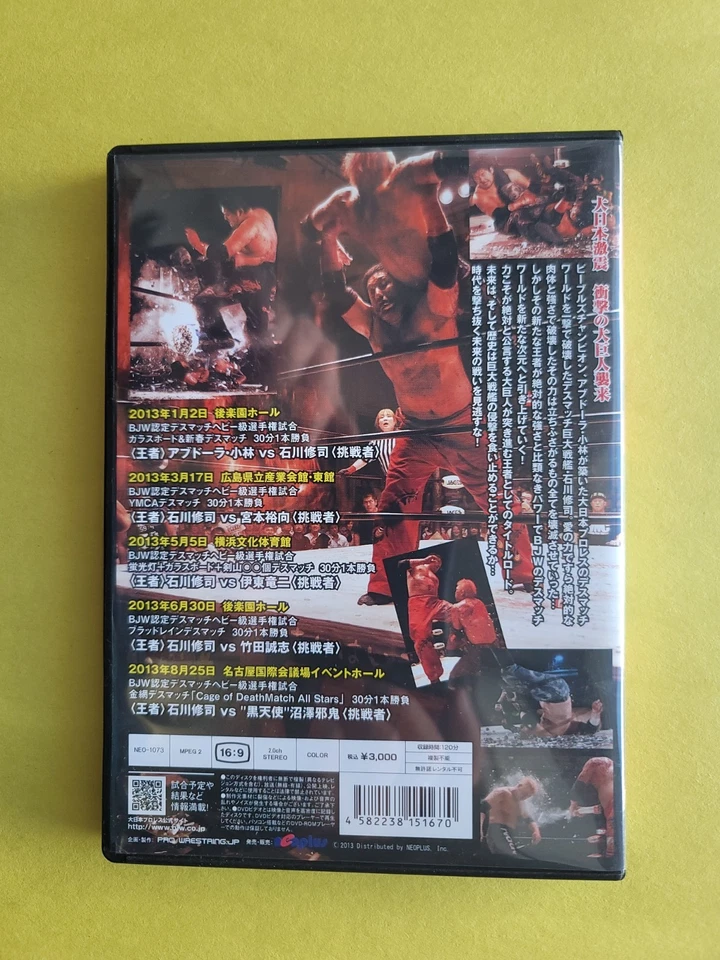 大日本激震 衝撃の大巨人襲来
ピープルズチャンピオン、アブドーラ・小林が築いた大日本プロレスのデスマッチ
ワールドを一撃で破壊したデスマッチ巨大戦艦・石川修司。愛の力ですら絶対的な
肉体と強さで破壊したその力は立ちふさがるもの全てを壊滅させていった…。
しかしその新たな王者が絶対的な強さと比類なきパワーでBJWのデスマッチ
ワールドを新たな次元へと引き上げていく!
力こそが絶対と公言する大巨人が突き進む王者としてのタイトルロード。
未来は、そして歴史は巨大戦艦の侵撃を食い止めることができるか…
時代を撃ち抜く未来の戦いを見逃すな!
2013年1月2日 後楽園ホール
BJW認定デスマッチヘビー級選手権試合
ガラスボード&新春デスマッチ 30分1本勝負
〈王者〉アブドーラ・小林 vs 石川修司〈挑戦者〉
2013年3月17日 広島県立産業会館・東館
BJW認定デスマッチヘビー級選手権試合
YMCAデスマッチ 30分1本勝負
〈王者〉石川修司 vs 宮本裕向〈挑戦者〉
2013年5月5日 横浜文化体育館
BJW認定デスマッチヘビー級選手権試合
蛍光灯+ガラスボード+剣山○○個デスマッチ 30分1本勝負
〈王者〉石川修司 vs 伊東竜二〈挑戦者〉
2013年6月30日 後楽園ホール
BJW認定デスマッチヘビー級選手権試合
ブラッドレインデスマッチ 30分1本勝負
〈王者〉石川修司 vs 竹田誠志〈挑戦者〉
2013年8月25日 名古屋国際会議場イベントホール
BJW認定デスマッチヘビー級選手権試合
金網デスマッチ「Cage of DeathMatch All Stars」 30分1本勝負
〈王者〉石川修司 vs "黒天使"沼澤邪鬼〈挑戦者〉
NEO-1073
MPEG 2
16:9
2.0ch
STEREO
COLOR
税込 ¥3,000
収録時間:120分
複製不能
無許諾レンタル不可
試合予定や
結果など
情報満載!
大日本プロレス公式サイト
http://www.bjw.co.jp
4 582238 151670
企画・製作: PRO/WRESTRING:JP
発売・販売: neoplus
© 2013 Distributed by NEOPLUS, Inc.